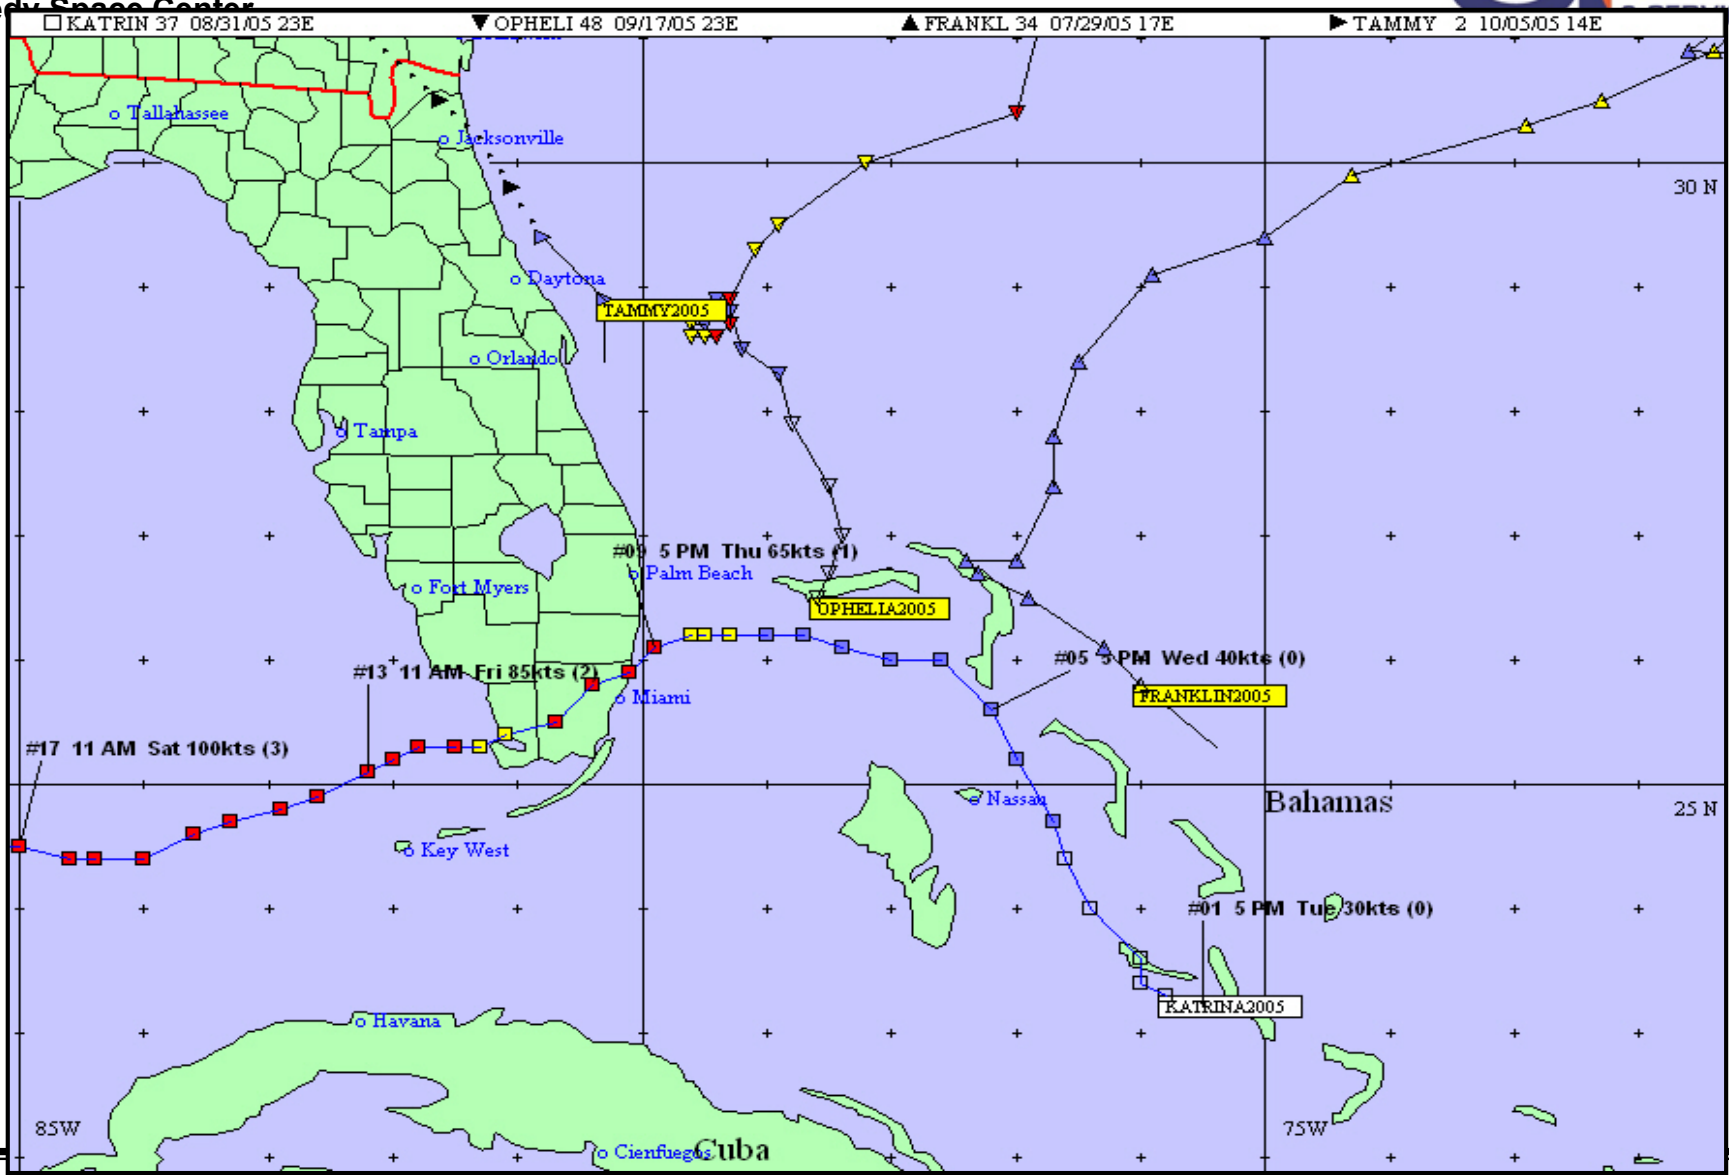 edy Space Center
KATRIN 37 08/31/05 23E
OPHELI 48 09/17/05 23E
FRANKL 34 07/29/05 17E
TAMMY 2 10/05/05 14E
Tallahassee
Jacksonville
30 N
Daytona
TAMMY2005
Orlando
Tampa
#09 5 PM Thu 65kts (1)
Palm Beach
Fort Myers
OPHELIA2005
#05 5 PM Wed 40kts (0)
#13 11 AM Fri 85kts (2)
FRANKLIN2005
Miami
#17 11 AM Sat 100kts (3)
Nassau
Bahamas
25 N
Key West
#01 5 PM Tue 30kts (0)
KATRINA2005
Havana
85W
75W
Cienfuegos
Cuba